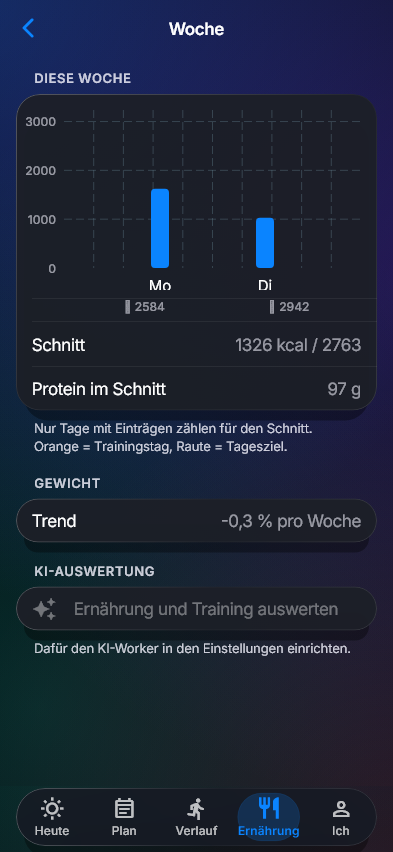 Woche
DIESE WOCHE
3000
2000
1000
0
Mo Di
2584 2942
Schnitt 1326 kcal / 2763
Protein im Schnitt 97 g
Nur Tage mit Einträgen zählen für den Schnitt.
Orange = Trainingstag, Raute = Tagesziel.
GEWICHT
Trend -0,3 % pro Woche
KI-AUSWERTUNG
Ernährung und Training auswerten
Dafür den KI-Worker in den Einstellungen einrichten.
Heute Plan Verlauf Ernährung Ich